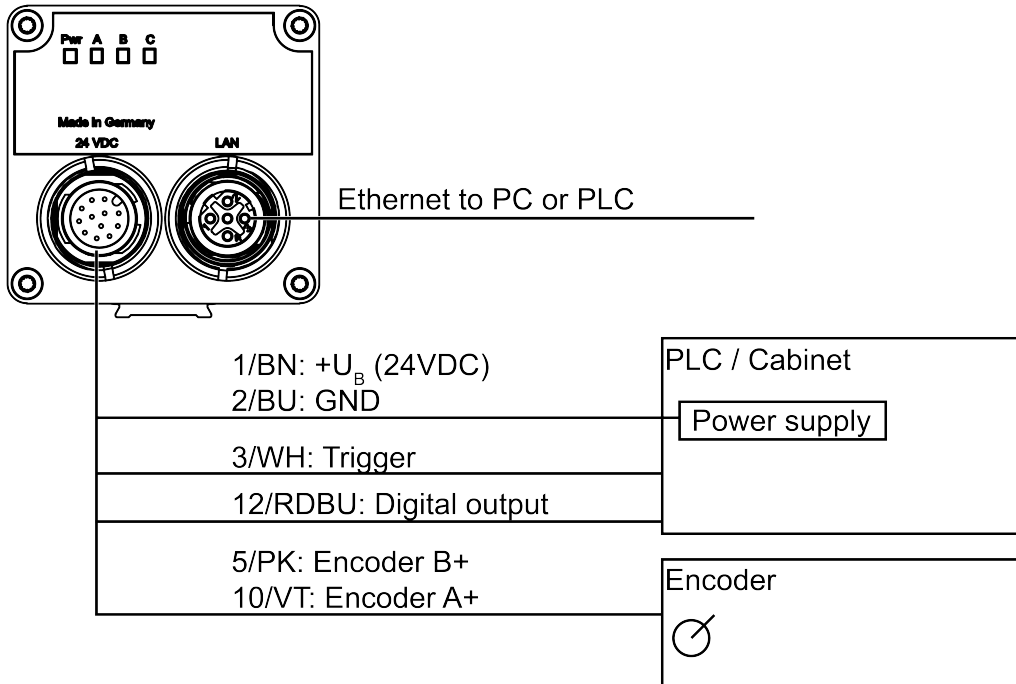 Pwr A B C
Made in Germany
24 VDC LAN
Ethernet to PC or PLC
1/BN: +U_B (24VDC)
2/BU: GND
PLC / Cabinet
Power supply
3/WH: Trigger
12/RDBU: Digital output
5/PK: Encoder B+
10/VT: Encoder A+
Encoder